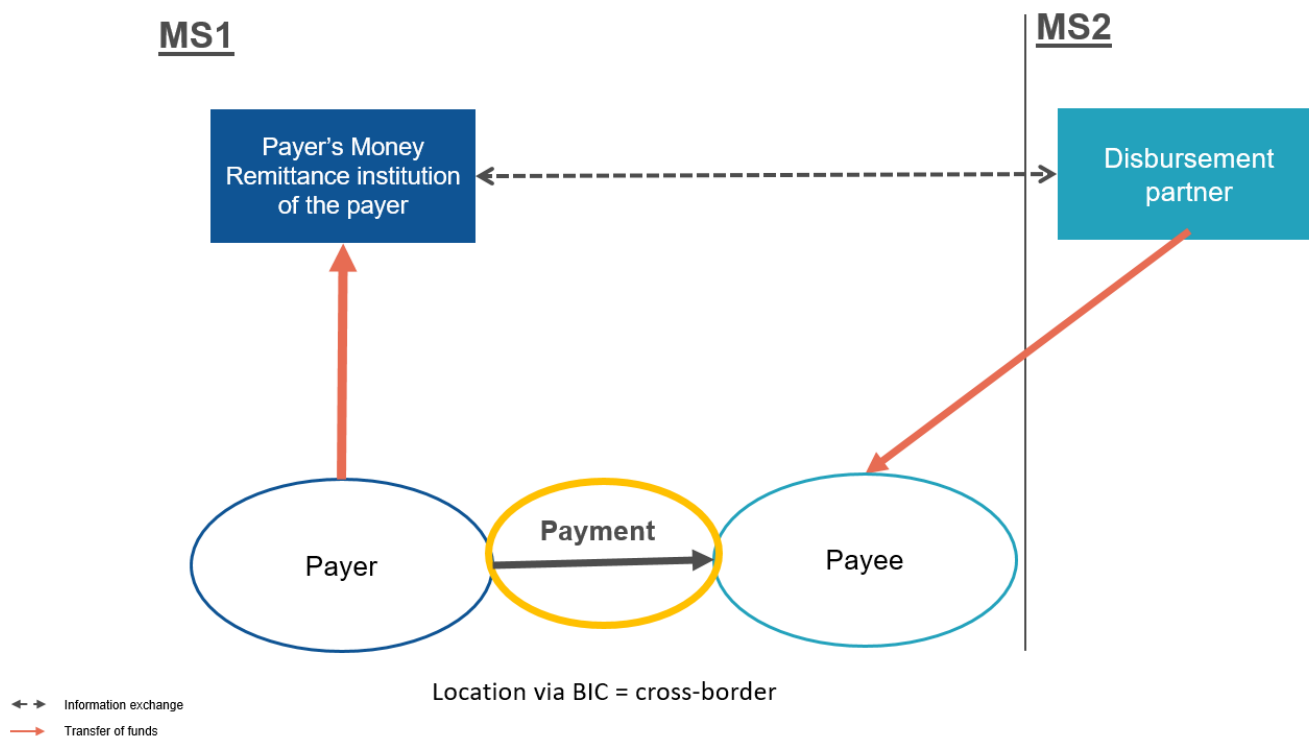 MS1
MS2
Payer's Money
Remittance institution
of the payer
Disbursement
partner
Payment
Payer
Payee
Location via BIC = cross-border
Information exchange
Transfer of funds